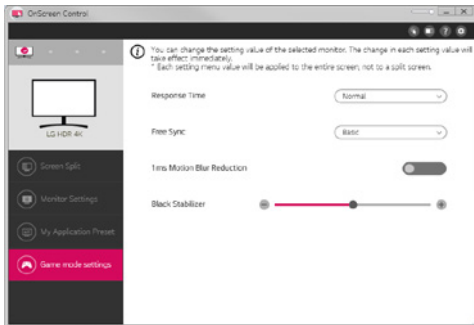 OnScreen Control
You can change the setting value of the selected monitor. The change in each setting value will
take effect immediately.
* Each setting menu value will be applied to the entire screen, not to a split screen.
LG HDR 4K
Screen Split
Monitor Settings
My Application Preset
Game mode settings
Response Time
Normal
Free Sync
Basic
1ms Motion Blur Reduction
Black Stabilizer